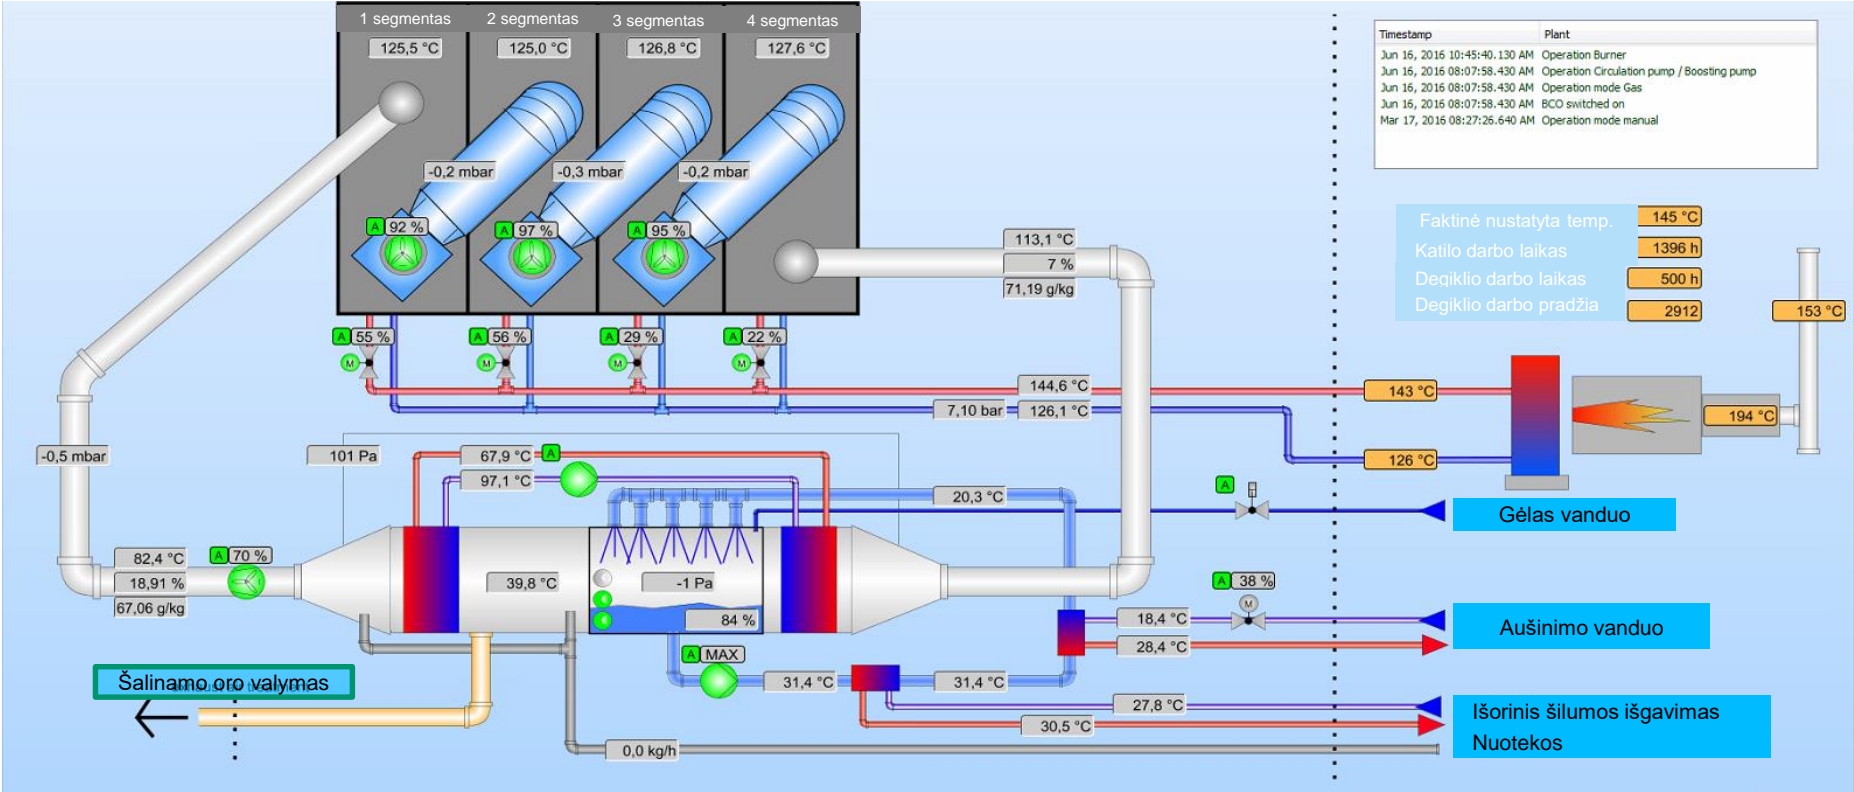 1 segmentas 2 segmentas 3 segmentas 4 segmentas
125,5 °C 125,0 °C 126,8 °C 127,6 °C
Timestamp Plant
Jun 16, 2016 10:45:40.130 AM Operation Burner
Jun 16, 2016 08:07:58.430 AM Operation Circulation pump / Boosting pump
Jun 16, 2016 08:07:58.430 AM Operation mode Gas
Jun 16, 2016 08:07:58.430 AM BCO switched on
Mar 17, 2016 08:27:26.640 AM Operation mode manual
-0,2 mbar -0,3 mbar -0,2 mbar
A 92 % A 97 % A 95 %
Faktinė nustatyta temp. 145 °C
Katilo darbo laikas 1396 h
Degiklio darbo laikas 500 h
Degiklio darbo pradžia 2912
113,1 °C
7 %
71,19 g/kg
153 °C
A 55 % A 56 % A 29 % A 22 %
M M M M
144,6 °C 143 °C
7,10 bar 126,1 °C
194 °C
-0,5 mbar
101 Pa
67,9 °C A
126 °C
97,1 °C
20,3 °C
A
Gėlas vanduo
82,4 °C
18,91 %
67,06 g/kg
A 70 %
39,8 °C
-1 Pa
84 %
A 38 %
M
18,4 °C
28,4 °C
Aušinimo vanduo
A MAX
31,4 °C 31,4 °C
Šalinamo oro valymas
27,8 °C
30,5 °C
Išorinis šilumos išgavimas
Nuotekos
0,0 kg/h